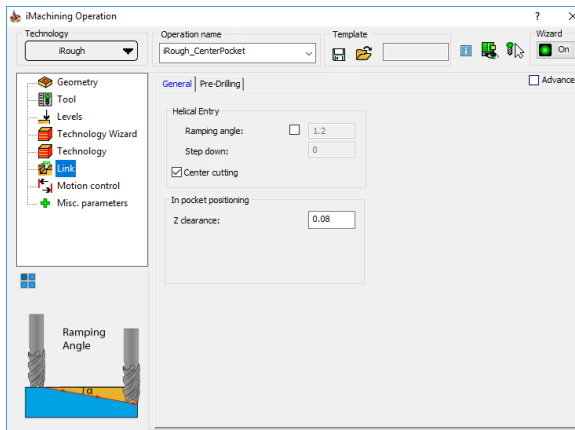 iMachining Operation
? X
Technology
Operation name
Template
Wizard
iRough
iRough_CenterPocket
On
Geometry
Tool
Levels
Technology Wizard
Technology
Link
Motion control
Misc. parameters
General
Pre-Drilling
Advance
Helical Entry
Ramping angle:
1.2
Step down:
0
Center cutting
In pocket positioning
Z clearance:
0.08
Ramping
Angle
α